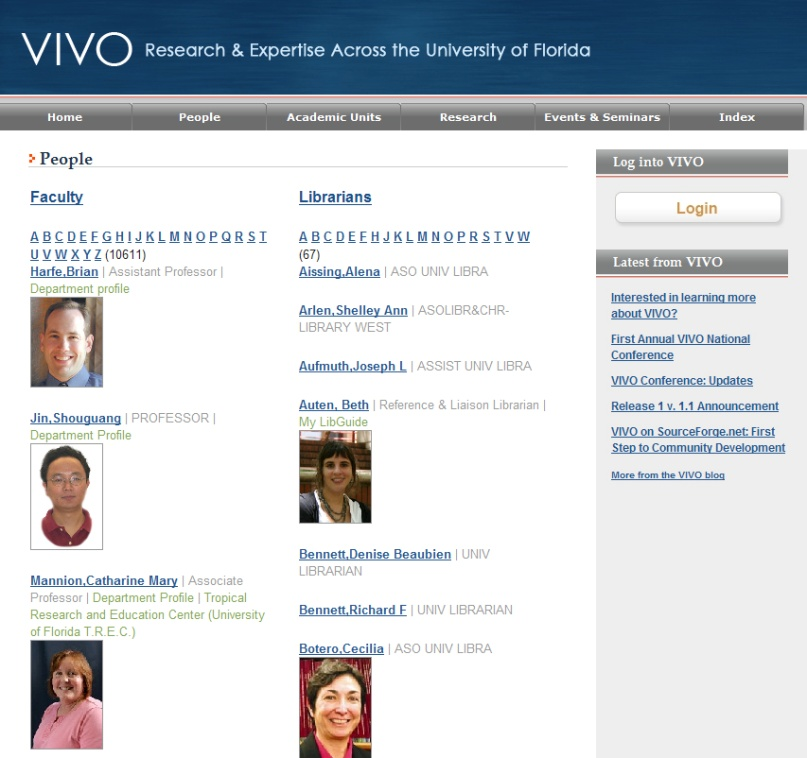 VIVO Research & Expertise Across the University of Florida
Home People Academic Units Research Events & Seminars Index
People
Faculty
A B C D E F G H I J K L M N O P Q R S T
U V W X Y Z (10611)
Harfe,Brian | Assistant Professor |
Department profile
Jin,Shouguang | PROFESSOR |
Department Profile
Mannion,Catharine Mary | Associate
Professor | Department Profile | Tropical
Research and Education Center (University
of Florida T.R.E.C.)
Librarians
A B C D E F H J K L M N O P R S T V W
(67)
Aissing,Alena | ASO UNIV LIBRA
Arlen,Shelley Ann | ASOLIBR&CHR-
LIBRARY WEST
Aufmuth,Joseph L | ASSIST UNIV LIBRA
Auten, Beth | Reference & Liaison Librarian |
My LibGuide
Bennett,Denise Beaubien | UNIV
LIBRARIAN
Bennett,Richard F | UNIV LIBRARIAN
Botero,Cecilia | ASO UNIV LIBRA
Log into VIVO
Login
Latest from VIVO
Interested in learning more
about VIVO?
First Annual VIVO National
Conference
VIVO Conference: Updates
Release 1 v. 1.1 Announcement
VIVO on SourceForge.net: First
Step to Community Development
More from the VIVO blog